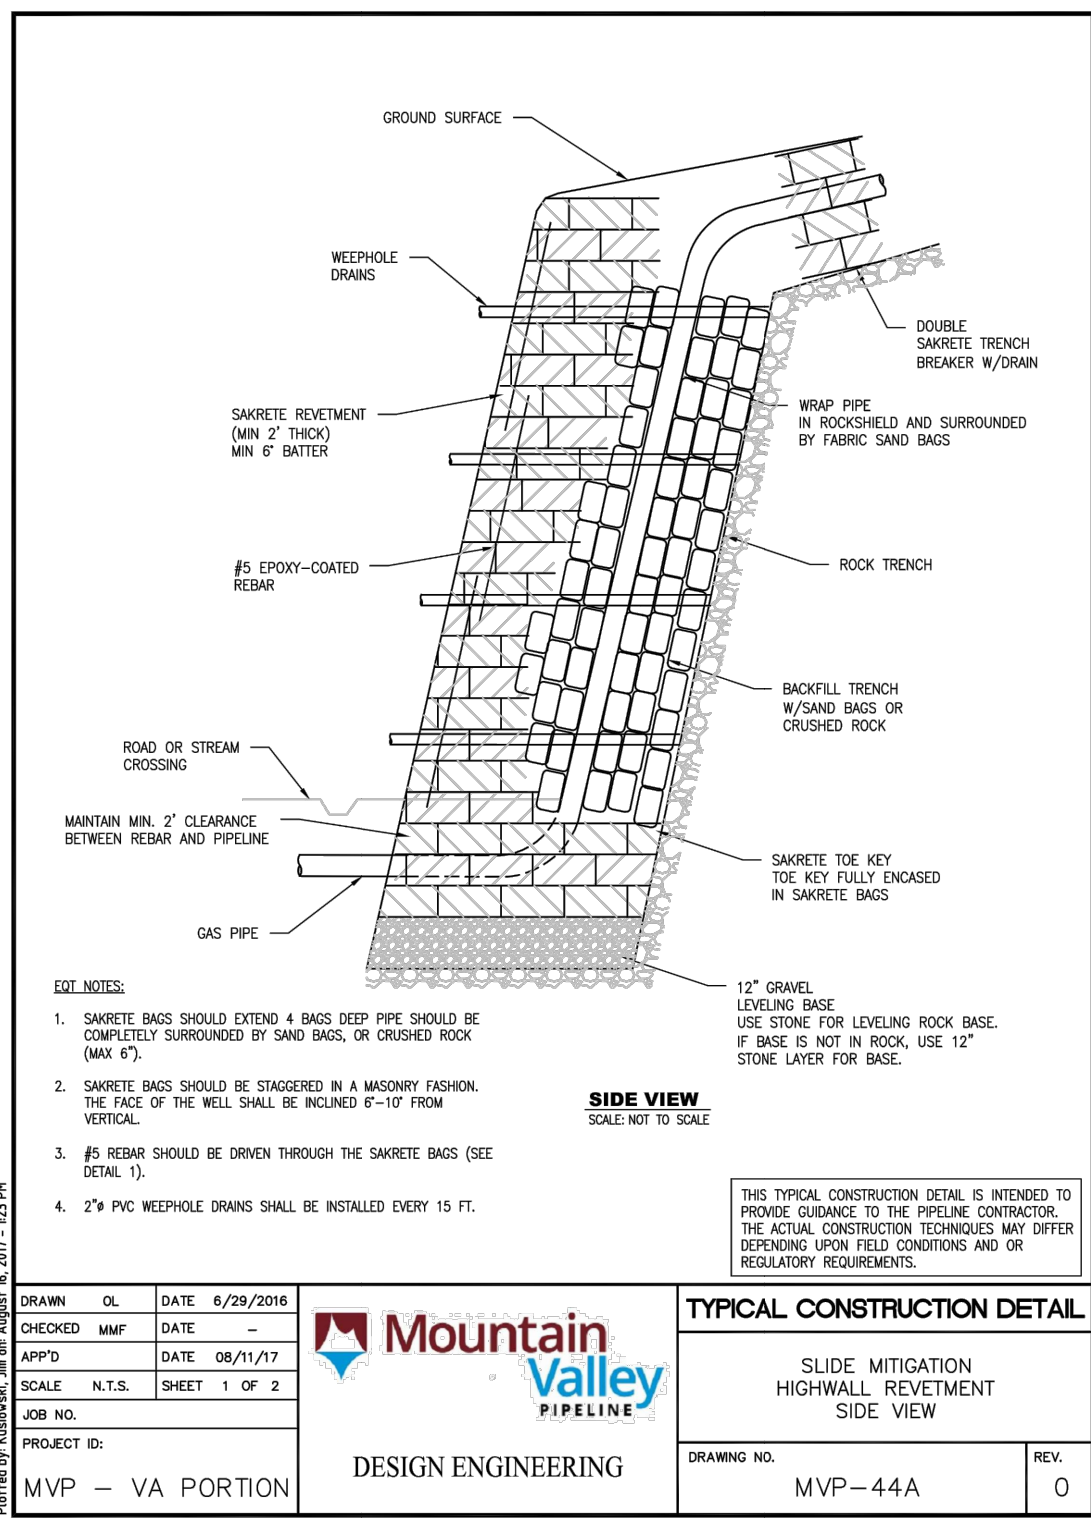 GROUND SURFACE
WEEPHOLE
DRAINS
DOUBLE
SAKRETE TRENCH
BREAKER W/DRAIN
SAKRETE REVETMENT
(MIN 2' THICK)
MIN 6° BATTER
WRAP PIPE
IN ROCKSHIELD AND SURROUNDED
BY FABRIC SAND BAGS
#5 EPOXY-COATED
REBAR
ROCK TRENCH
BACKFILL TRENCH
W/SAND BAGS OR
CRUSHED ROCK
ROAD OR STREAM
CROSSING
MAINTAIN MIN. 2' CLEARANCE
BETWEEN REBAR AND PIPELINE
SAKRETE TOE KEY
TOE KEY FULLY ENCASED
IN SAKRETE BAGS
GAS PIPE
12" GRAVEL
LEVELING BASE
USE STONE FOR LEVELING ROCK BASE.
IF BASE IS NOT IN ROCK, USE 12"
STONE LAYER FOR BASE.
EQT NOTES:
1. SAKRETE BAGS SHOULD EXTEND 4 BAGS DEEP PIPE SHOULD BE
COMPLETELY SURROUNDED BY SAND BAGS, OR CRUSHED ROCK
(MAX 6").
2. SAKRETE BAGS SHOULD BE STAGGERED IN A MASONRY FASHION.
THE FACE OF THE WELL SHALL BE INCLINED 6°-10° FROM
VERTICAL.
3. #5 REBAR SHOULD BE DRIVEN THROUGH THE SAKRETE BAGS (SEE
DETAIL 1).
4. 2"ø PVC WEEPHOLE DRAINS SHALL BE INSTALLED EVERY 15 FT.
SIDE VIEW
SCALE: NOT TO SCALE
THIS TYPICAL CONSTRUCTION DETAIL IS INTENDED TO
PROVIDE GUIDANCE TO THE PIPELINE CONTRACTOR.
THE ACTUAL CONSTRUCTION TECHNIQUES MAY DIFFER
DEPENDING UPON FIELD CONDITIONS AND OR
REGULATORY REQUIREMENTS.
DRAWN OL DATE 6/29/2016
CHECKED MMF DATE -
APP'D DATE 08/11/17
SCALE N.T.S. SHEET 1 OF 2
JOB NO.
PROJECT ID:
MVP - VA PORTION
Mountain
Valley
PIPELINE
DESIGN ENGINEERING
TYPICAL CONSTRUCTION DETAIL
SLIDE MITIGATION
HIGHWALL REVETMENT
SIDE VIEW
DRAWING NO.
MVP-44A
REV.
0